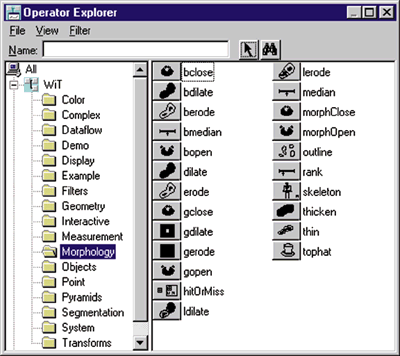 Operator Explorer
File View Filter
Name:
All
WiT
Color
Complex
Dataflow
Demo
Display
Example
Filters
Geometry
Interactive
Measurement
Morphology
Objects
Point
Pyramids
Segmentation
System
Transforms
bclose
bdilate
berode
bmedian
bopen
dilate
erode
gclose
gdilate
gerode
gopen
hitOrMiss
ldilate
lerode
median
morphClose
morphOpen
outline
rank
skeleton
thicken
thin
tophat